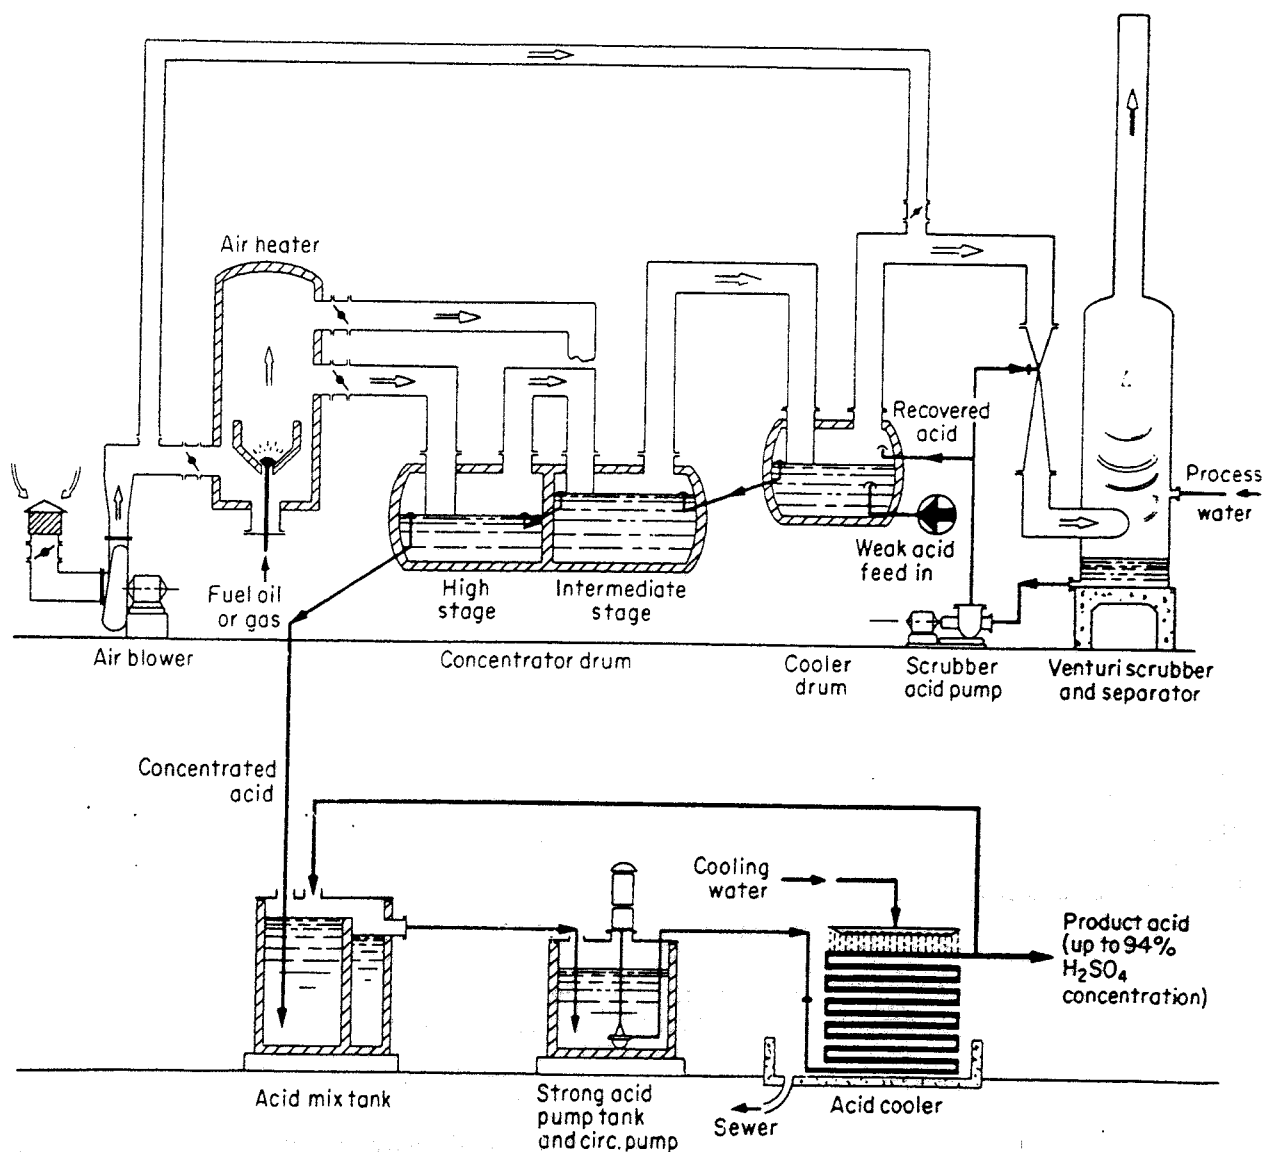 Air heater
Recovered
acid
Process
water
Weak acid
feed in
Fuel oil
or gas
High
stage
Intermediate
stage
Air blower
Concentrator drum
Cooler
drum
Scrubber
acid pump
Venturi scrubber
and separator
Concentrated
acid
Cooling
water
Product acid
(up to 94%
H₂SO₄
concentration)
Acid mix tank
Strong acid
pump tank
and circ. pump
Sewer
Acid cooler